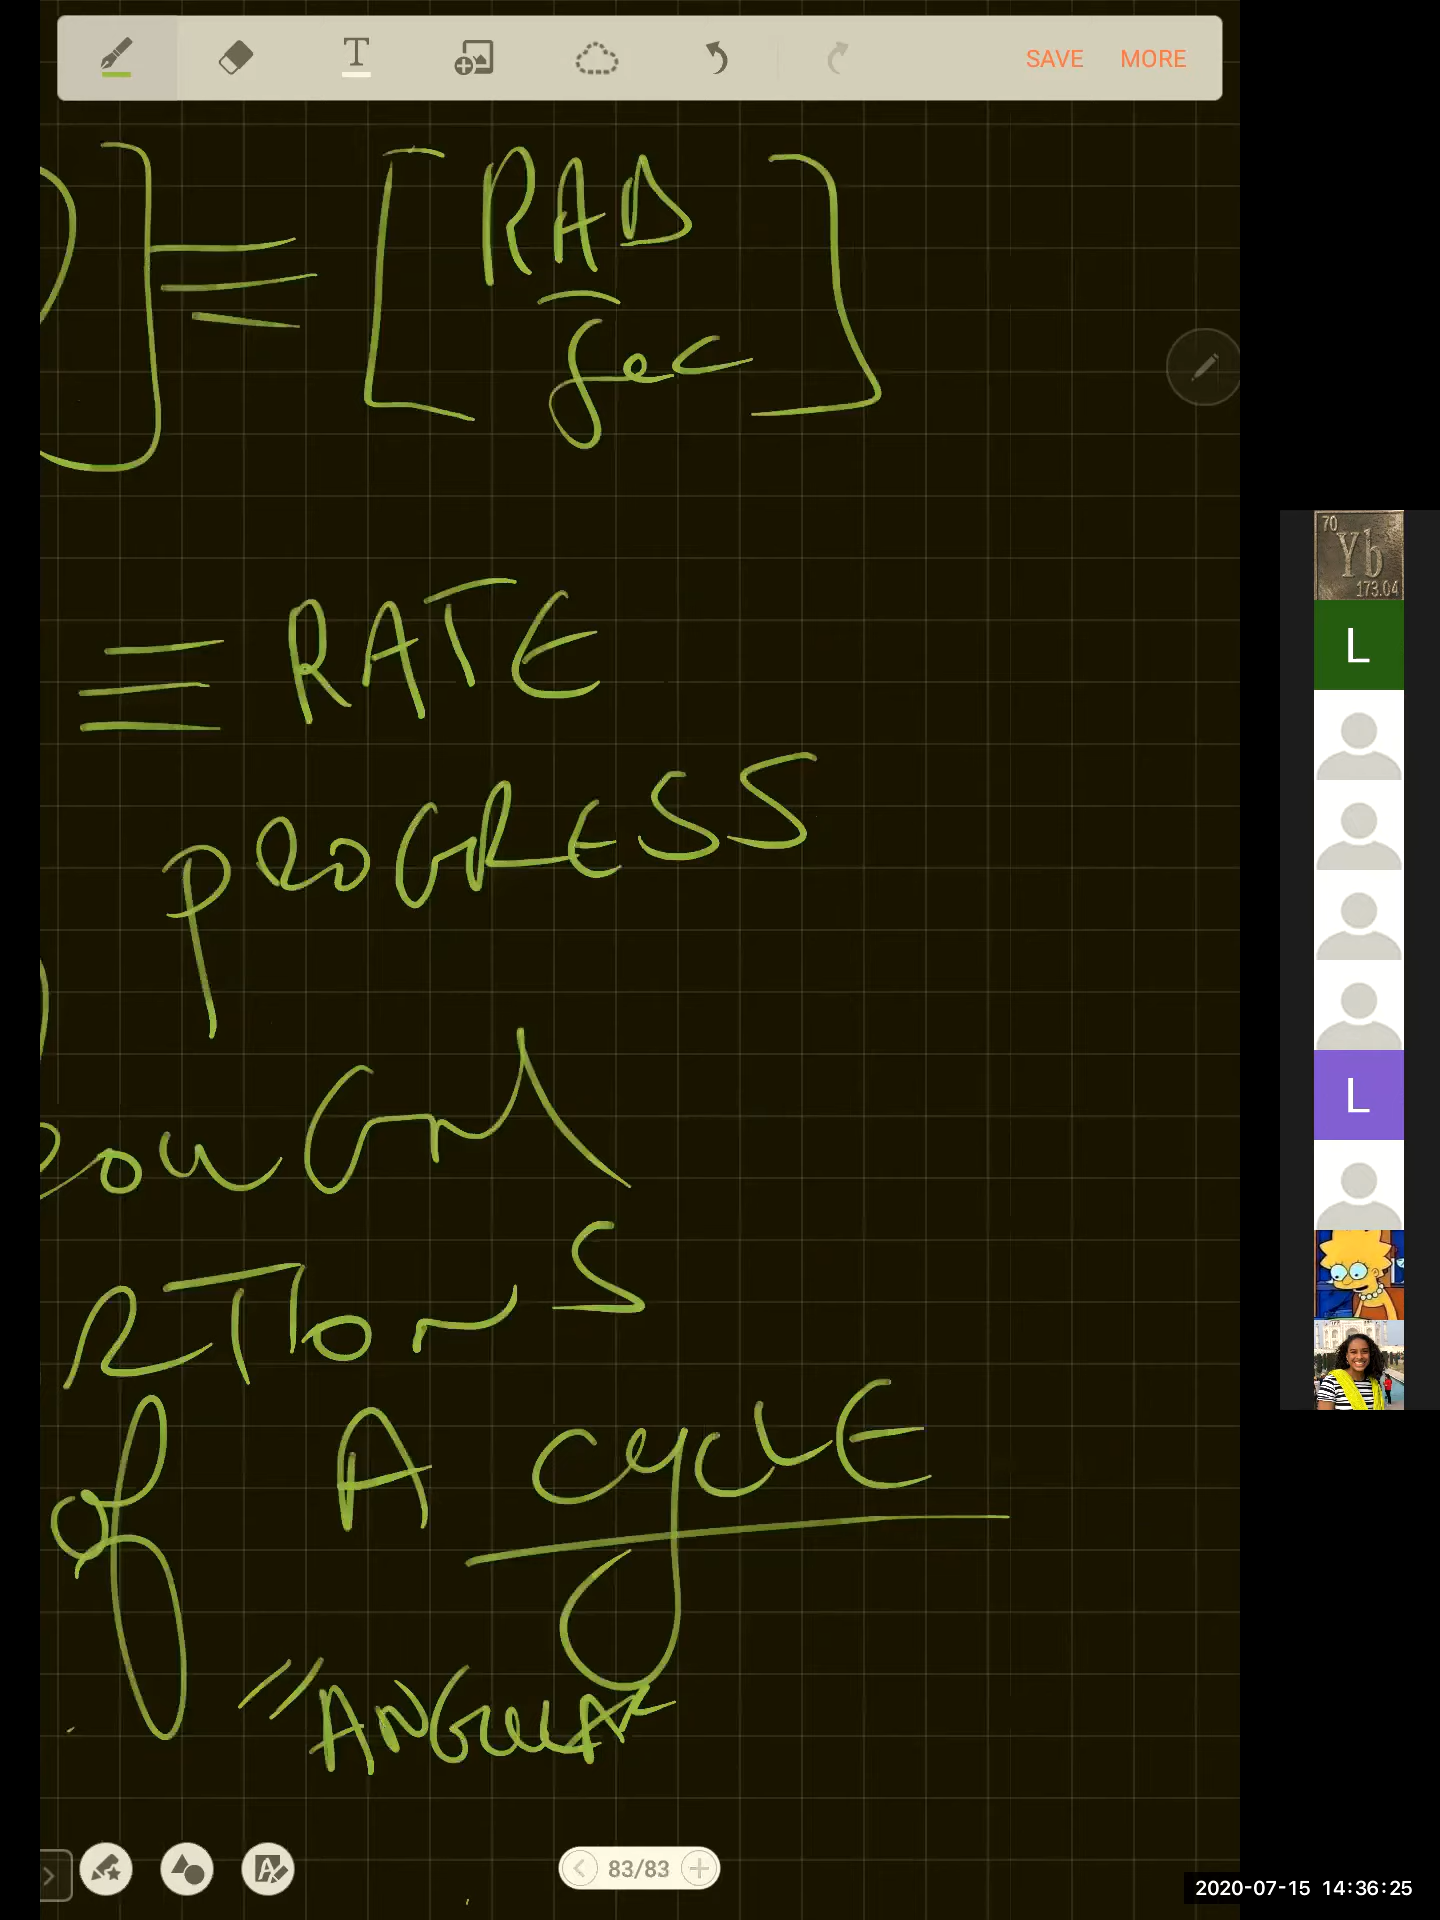 T
SAVE MORE
] ≡ [ RAD
sec ]
70
Yb
173.04
L
≡ RATE
PROGRESS
L
OUGH
RTIONS
of A CYCLE
"ANGULAR
83/83
2020-07-15 14:36:25